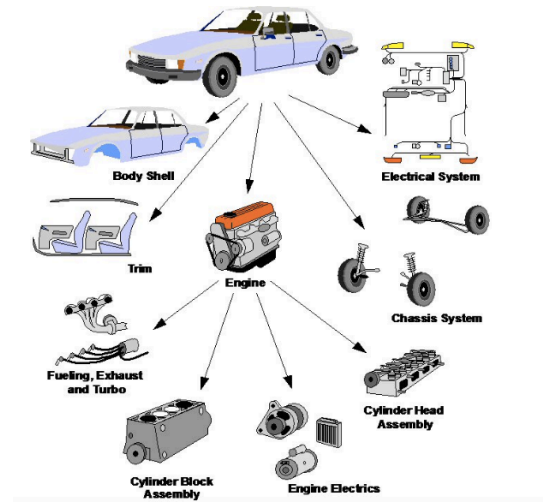 Body Shell
Electrical System
Trim
Engine
Chassis System
Fueling, Exhaust
and Turbo
Cylinder Head
Assembly
Cylinder Block
Assembly
Engine Electrics